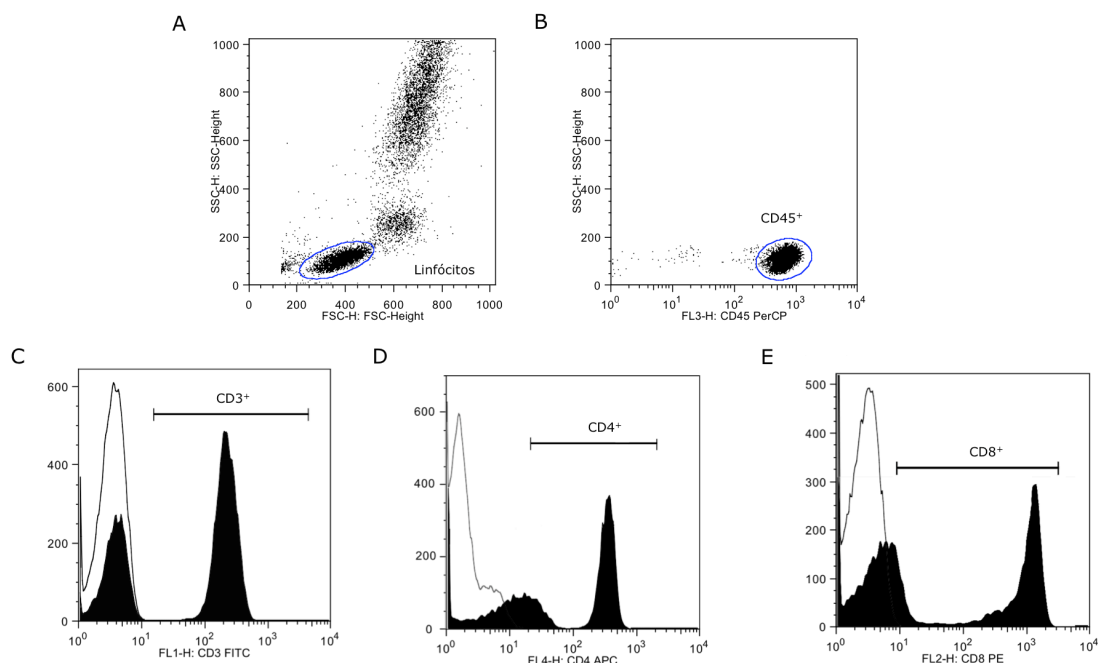 A
1000
800
600
400
200
0
SSC-H: SSC-Height
Linfócitos
0 200 400 600 800 1000
FSC-H: FSC-Height
B
1000
800
600
400
200
0
SSC-H: SSC-Height
CD45⁺
10⁰ 10¹ 10² 10³ 10⁴
FL3-H: CD45 PerCP
C
600
400
200
0
CD3⁺
10⁰ 10¹ 10² 10³ 10⁴
FL1-H: CD3 FITC
D
600
400
200
0
CD4⁺
10⁰ 10¹ 10² 10³ 10⁴
FL4-H: CD4 APC
E
500
400
300
200
100
0
CD8⁺
10⁰ 10¹ 10² 10³ 10⁴
FL2-H: CD8 PE